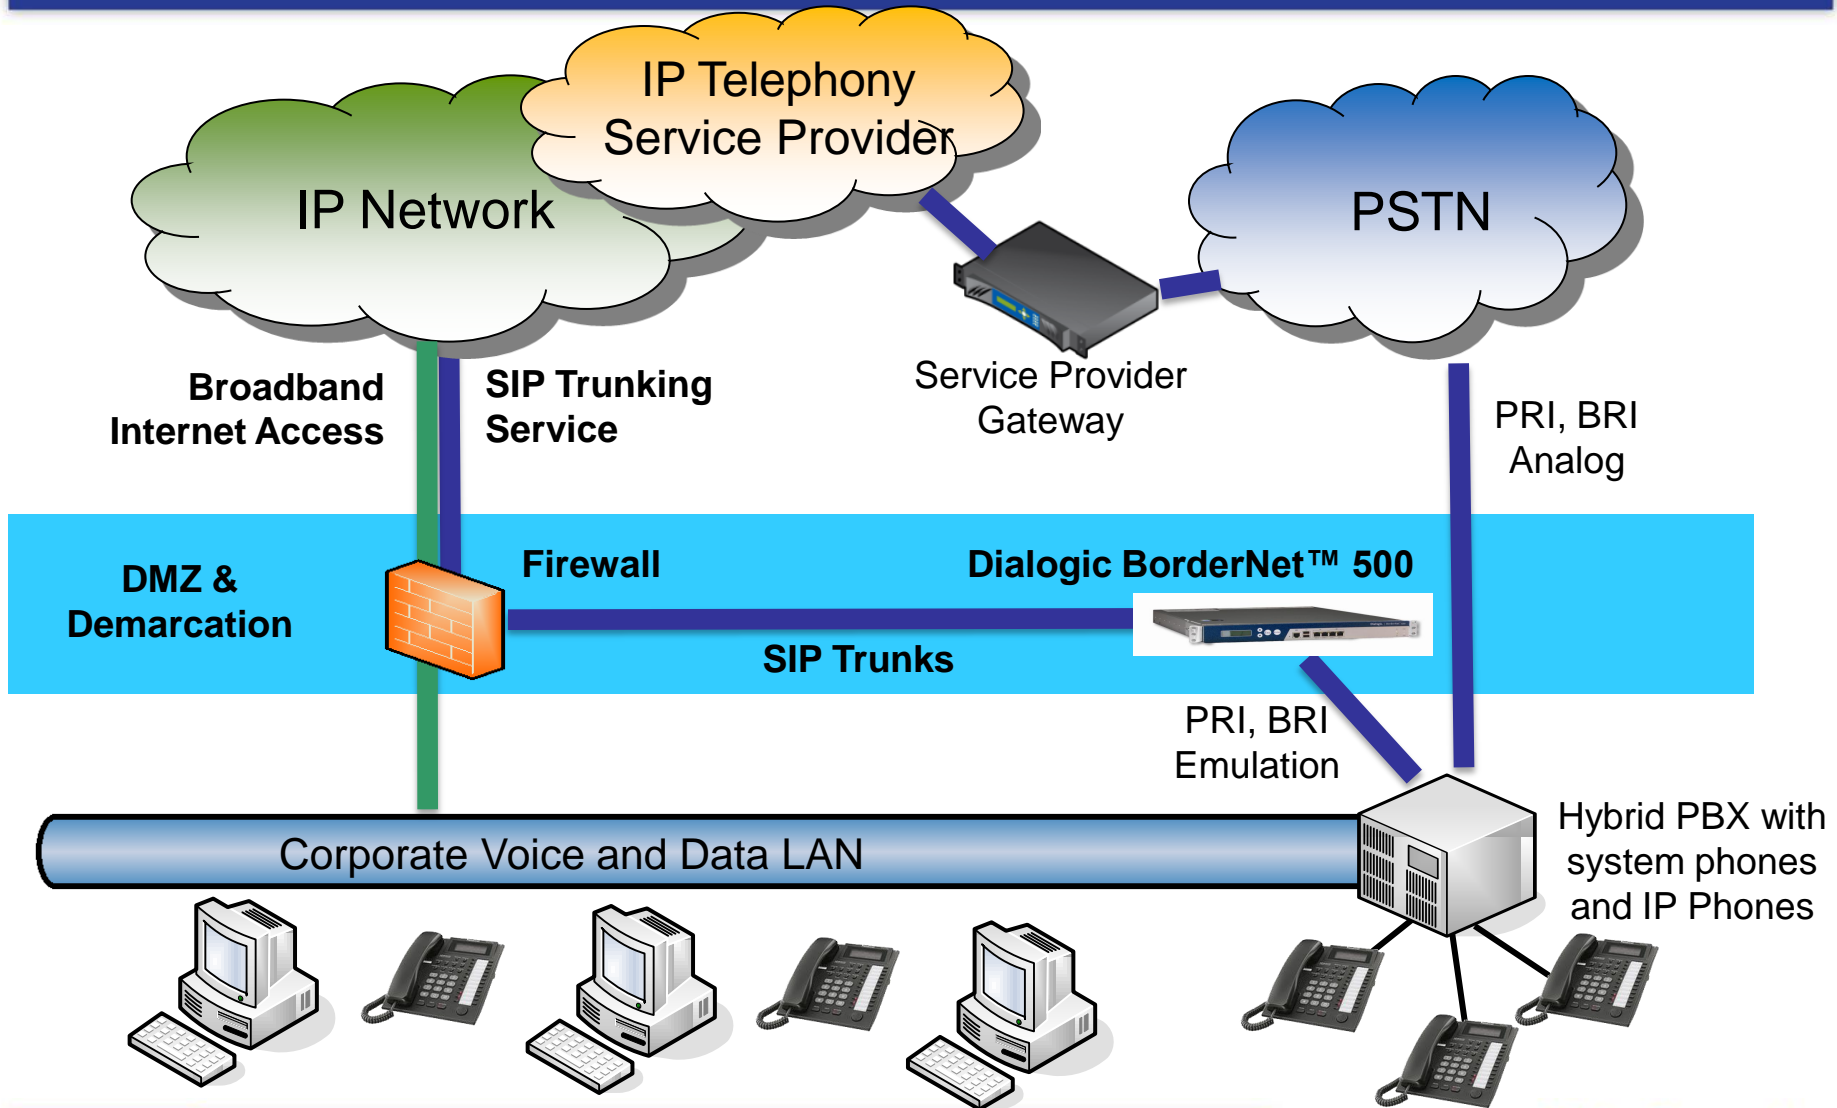 IP Telephony
Service Provider
IP Network
PSTN
Broadband
Internet Access
SIP Trunking
Service
Service Provider
Gateway
PRI, BRI
Analog
DMZ &
Demarcation
Firewall
Dialogic BorderNet™ 500
SIP Trunks
PRI, BRI
Emulation
Corporate Voice and Data LAN
Hybrid PBX with
system phones
and IP Phones